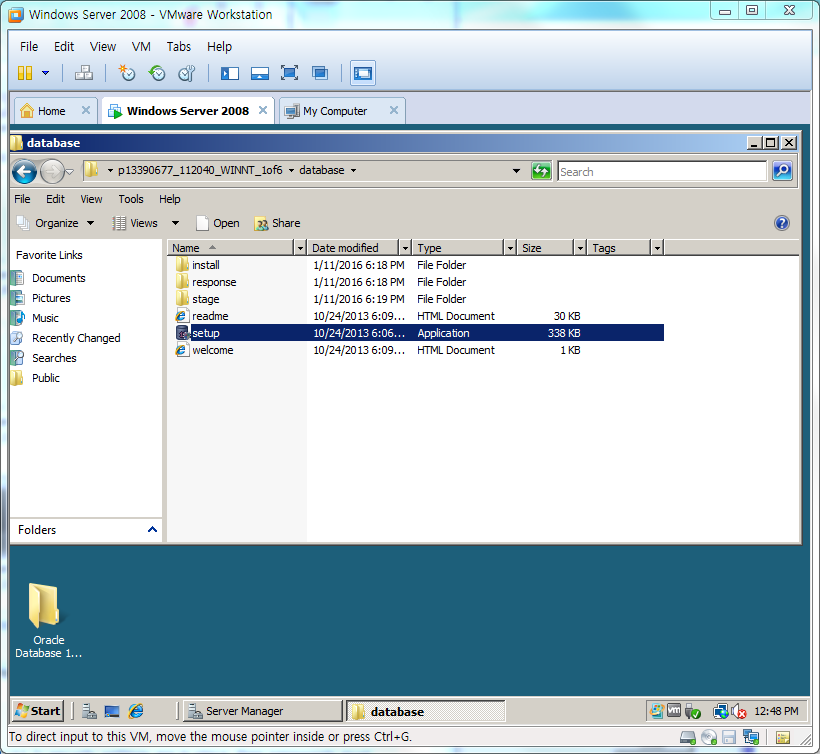 Windows Server 2008 - VMware Workstation
File Edit View VM Tabs Help
Home Windows Server 2008 My Computer
database
p13390677_112040_WINNT_1of6 database Search
File Edit View Tools Help
Organize Views Open Share
Favorite Links
Documents
Pictures
Music
Recently Changed
Searches
Public
Folders
Name Date modified Type Size Tags
install 1/11/2016 6:18 PM File Folder
response 1/11/2016 6:18 PM File Folder
stage 1/11/2016 6:19 PM File Folder
readme 10/24/2013 6:09... HTML Document 30 KB
setup 10/24/2013 6:06... Application 338 KB
welcome 10/24/2013 6:09... HTML Document 1 KB
Oracle
Database 1...
Start Server Manager database vm 12:48 PM
To direct input to this VM, move the mouse pointer inside or press Ctrl+G.